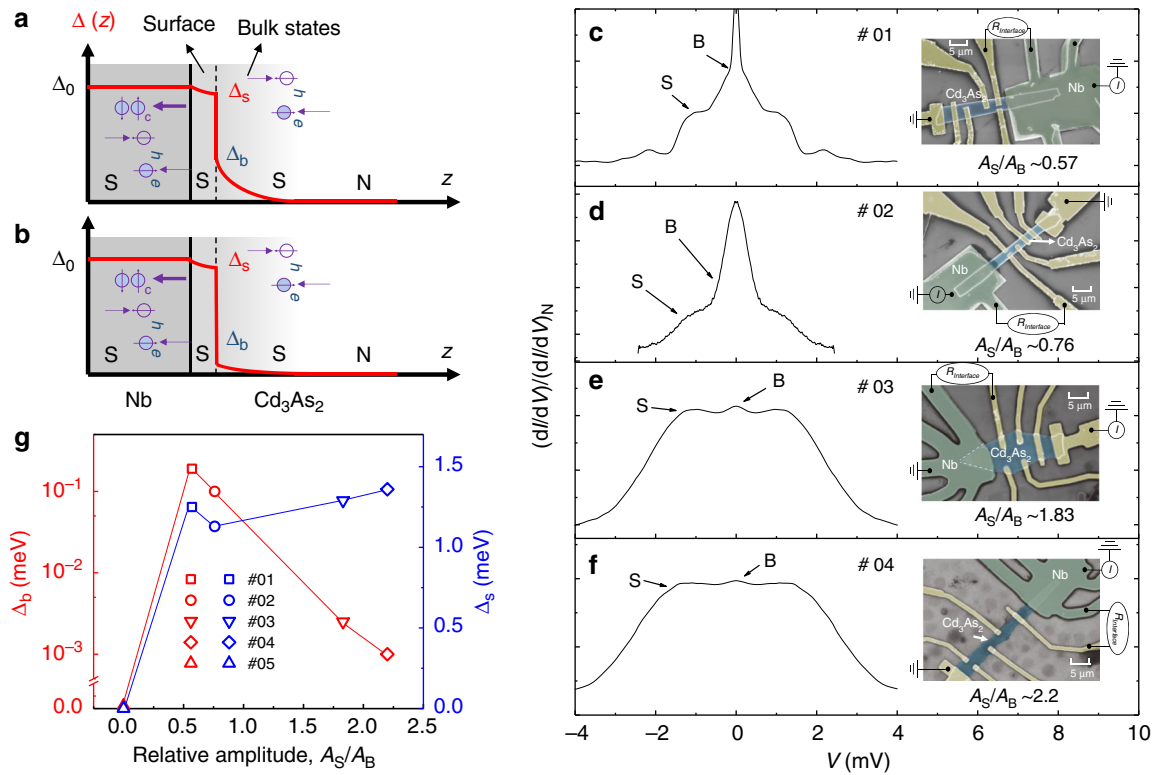 a
Δ (z)
Surface
Bulk states
Δ0
Δs
h
e
c
h
e
Δb
S
S
S
N
z
b
Δ0
Δs
h
e
c
h
e
Δb
S
S
S
N
z
Nb
Cd3As2
g
Δb (meV)
10⁻¹
10⁻²
10⁻³
0.0
Δs (meV)
1.5
1.0
0.5
0.0
#01
#02
#03
#04
#05
0.0 0.5 1.0 1.5 2.0 2.5
Relative amplitude, AS/AB
(dI/dV)/(dI/dV)N
c
B
S
# 01
RInterface
5 μm
Nb
I
Cd3As2
AS/AB ~0.57
d
B
S
# 02
Cd3As2
Nb
I
5 μm
RInterface
AS/AB ~0.76
e
S
B
# 03
RInterface
5 μm
Cd3As2
Nb
I
AS/AB ~1.83
f
S
B
# 04
Nb
I
RInterface
Cd3As2
5 μm
AS/AB ~2.2
−4 −2 0 2 4 6 8 10
V (mV)